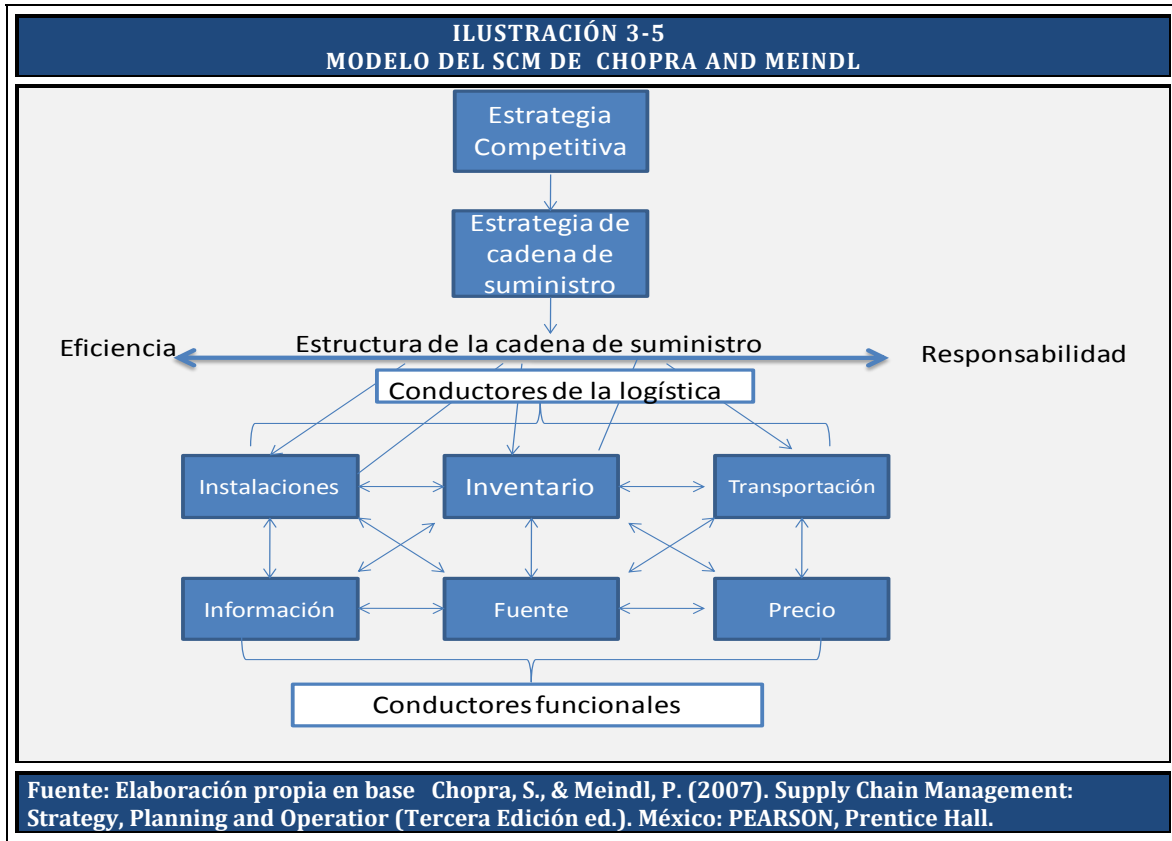 ILUSTRACIÓN 3-5
MODELO DEL SCM DE CHOPRA AND MEINDL
Estrategia
Competitiva
Estrategia de
cadena de
suministro
Eficiencia
Estructura de la cadena de suministro
Responsabilidad
Conductores de la logística
Instalaciones
Inventario
Transportación
Información
Fuente
Precio
Conductores funcionales
Fuente: Elaboración propia en base Chopra, S., & Meindl, P. (2007). Supply Chain Management:
Strategy, Planning and Operatior (Tercera Edición ed.). México: PEARSON, Prentice Hall.